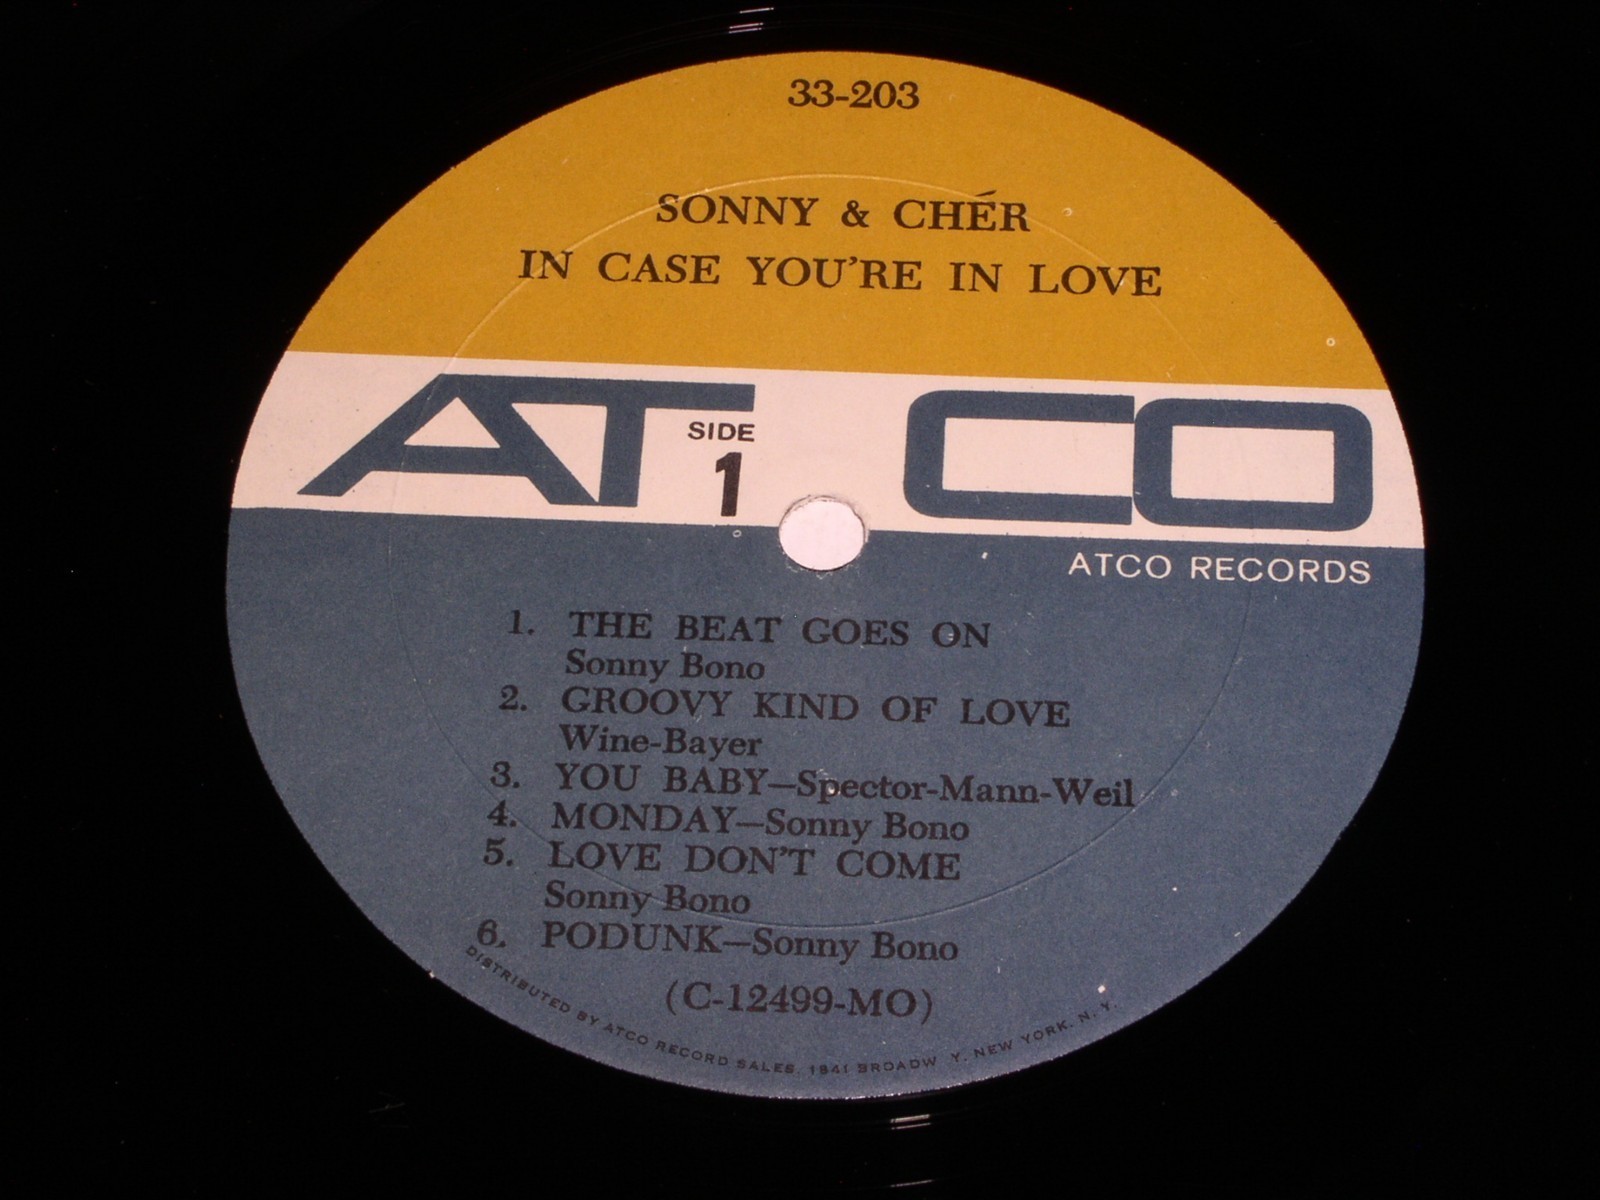 33-203
SONNY & CHÉR
IN CASE YOU'RE IN LOVE
ATCO
SIDE
1
ATCO RECORDS
1. THE BEAT GOES ON
Sonny Bono
2. GROOVY KIND OF LOVE
Wine-Bayer
3. YOU BABY—Spector-Mann-Weil
4. MONDAY—Sonny Bono
5. LOVE DON'T COME
Sonny Bono
6. PODUNK—Sonny Bono
(C-12499-MO)
DISTRIBUTED BY ATCO RECORD SALES, 1841 BROADW Y, NEW YORK, N. Y.